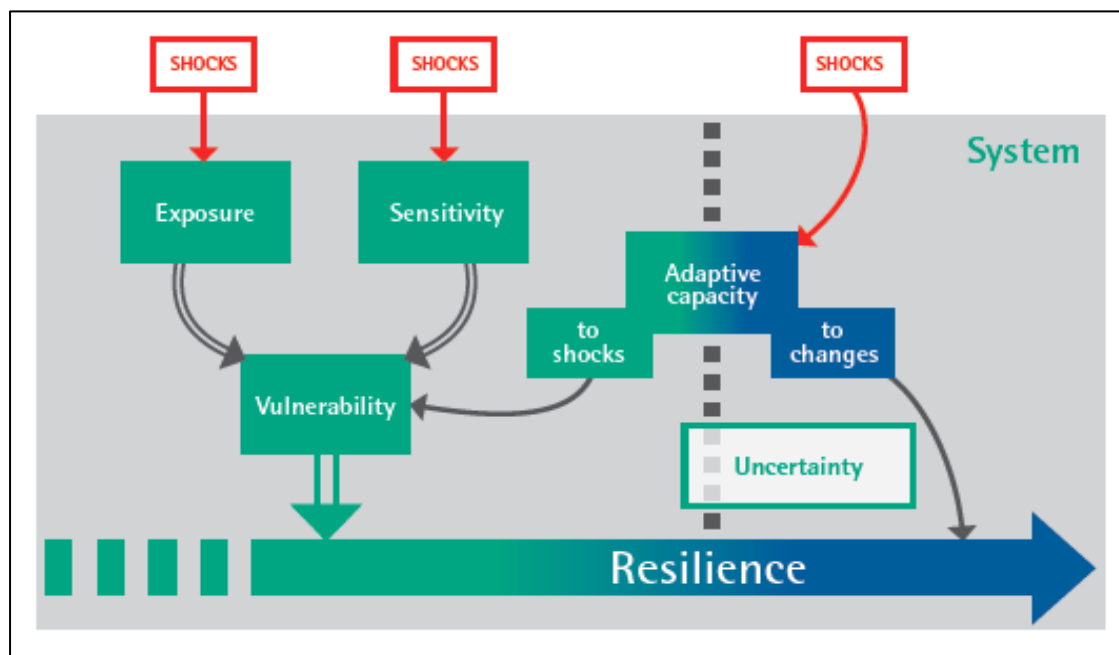 SHOCKS
SHOCKS
SHOCKS
System
Exposure
Sensitivity
Adaptive
capacity
to
shocks
to
changes
Vulnerability
Uncertainty
Resilience